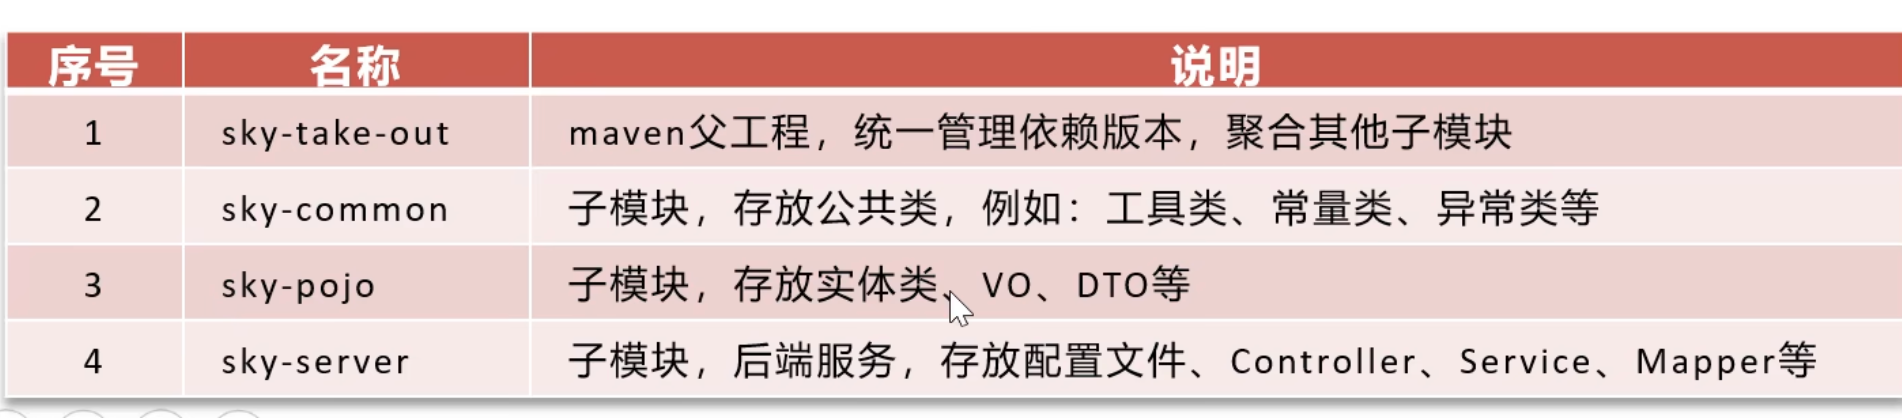 序号 名称 说明
1 sky-take-out maven父工程，统一管理依赖版本，聚合其他子模块
2 sky-common 子模块，存放公共类，例如：工具类、常量类、异常类等
3 sky-pojo 子模块，存放实体类、VO、DTO等
4 sky-server 子模块，后端服务，存放配置文件、Controller、Service、Mapper等